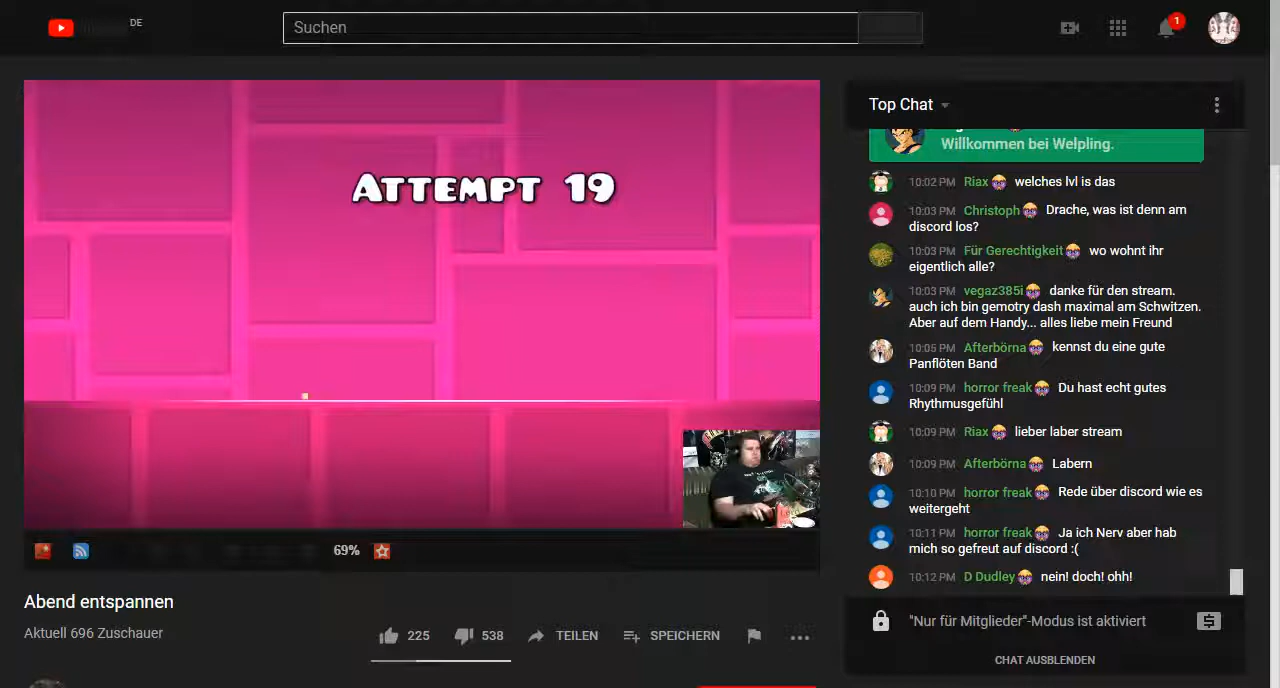 DE
Suchen
1
ATTEMPT 19
69%
Abend entspannen
Aktuell 696 Zuschauer
225
538
TEILEN
SPEICHERN
Top Chat
Willkommen bei Welpling.
10:02 PM Riax welches lvl is das
10:03 PM Christoph Drache, was ist denn am
discord los?
10:03 PM Für Gerechtigkeit wo wohnt ihr
eigentlich alle?
10:03 PM vegaz385i danke für den stream.
auch ich bin gemotry dash maximal am Schwitzen.
Aber auf dem Handy... alles liebe mein Freund
10:05 PM Afterbörna kennst du eine gute
Panflöten Band
10:09 PM horror freak Du hast echt gutes
Rhythmusgefühl
10:09 PM Riax lieber laber stream
10:09 PM Afterbörna Labern
10:10 PM horror freak Rede über discord wie es
weitergeht
10:11 PM horror freak Ja ich Nerv aber hab
mich so gefreut auf discord :(
10:12 PM D Dudley nein! doch! ohh!
"Nur für Mitglieder"-Modus ist aktiviert
CHAT AUSBLENDEN